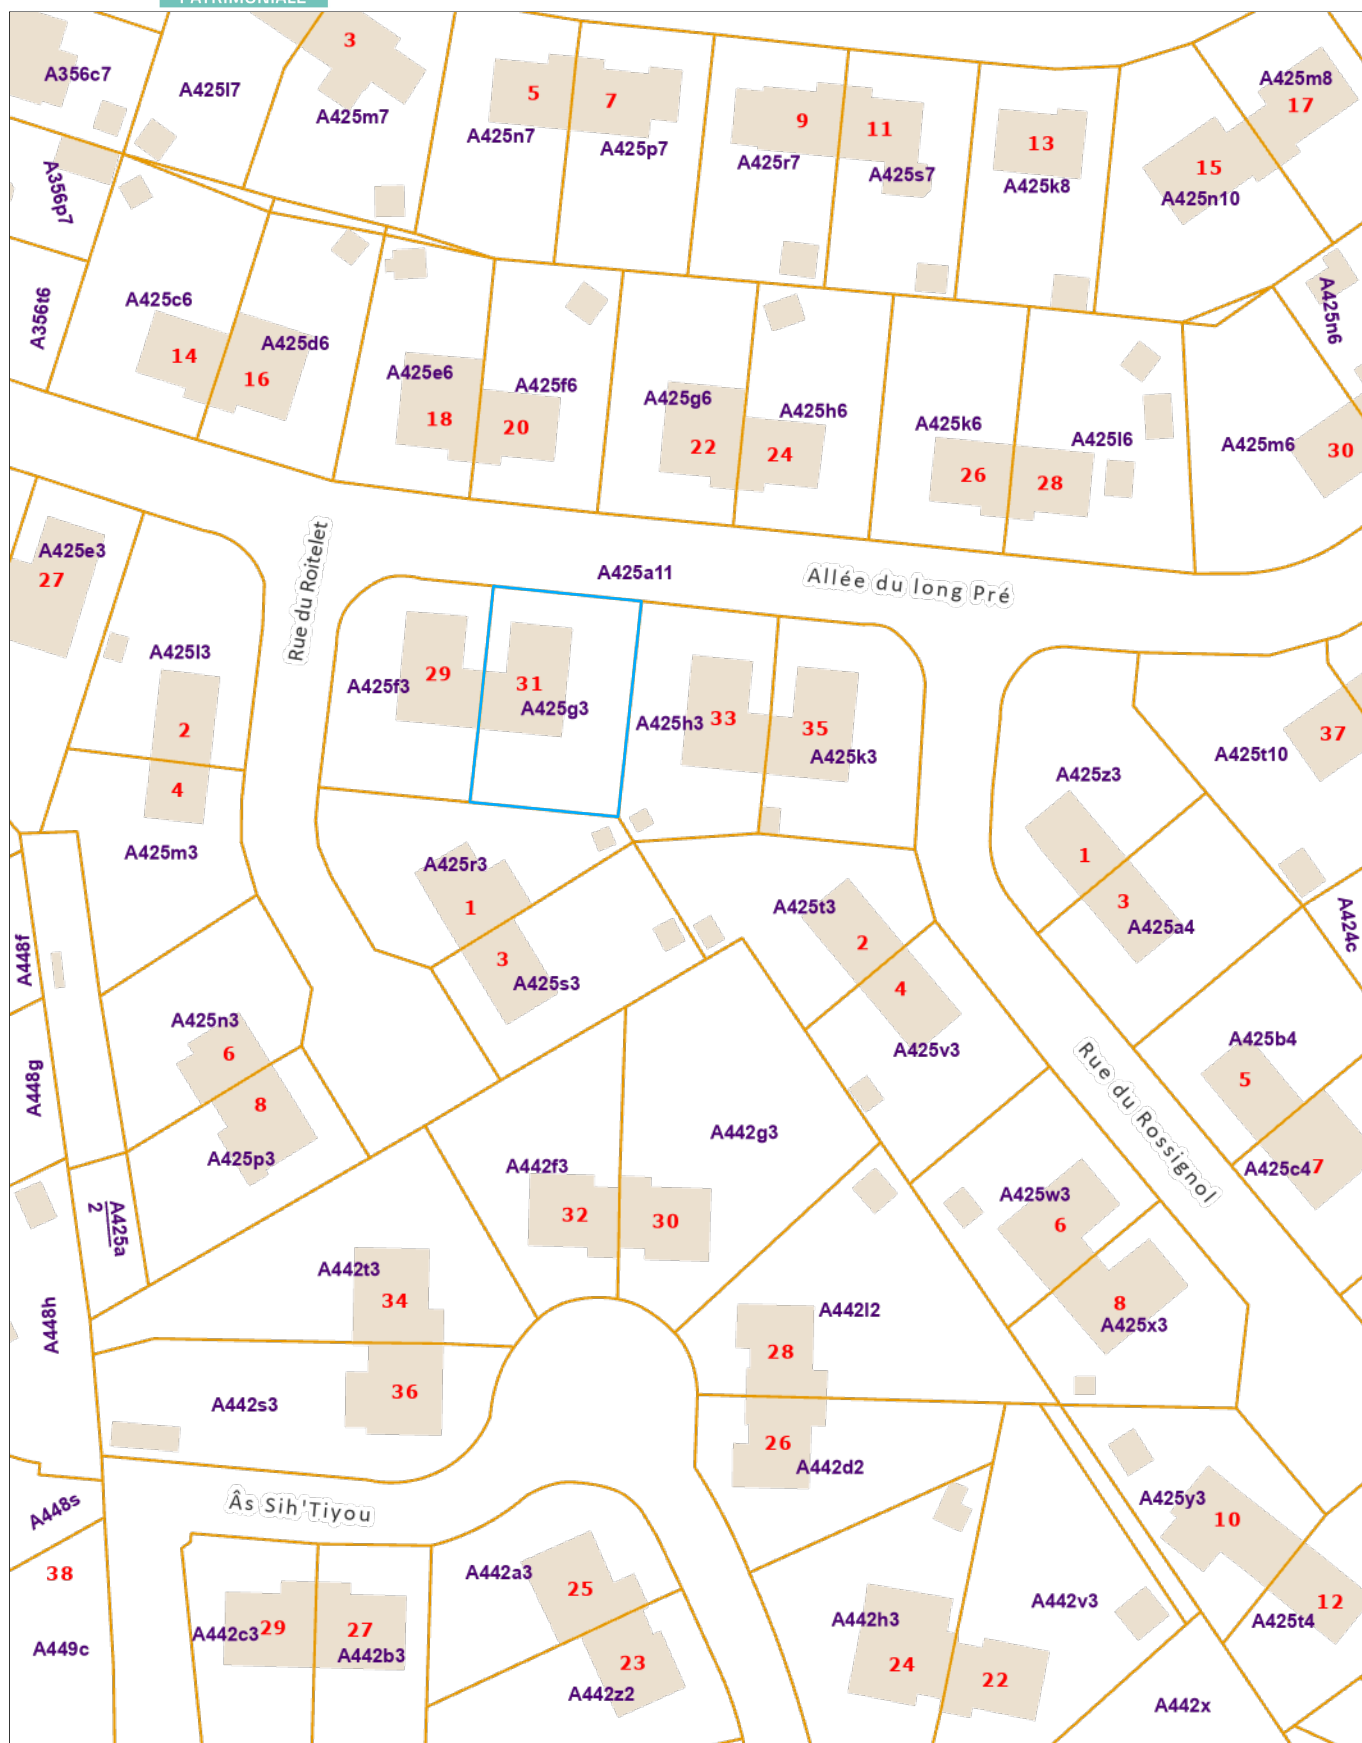 PATRIMONIALE
3
A356c7
A425l7
A425m7
5
7
A425n7
A425p7
9
11
A425r7
A425s7
13
A425k8
A425m8
17
15
A425n10
A356p7
A356t6
A425c6
14
A425d6
16
A425e6
18
A425f6
20
A425g6
22
A425h6
24
A425k6
26
A425l6
28
A425n6
A425m6
30
A425e3
27
Rue du Roitelet
A425a11
Allée du long Pré
A425l3
2
4
A425m3
29
A425f3
31
A425g3
A425h3
33
35
A425k3
37
A425t10
A425z3
1
3
A425a4
A424c
A425r3
1
3
A425s3
A425t3
2
4
A425v3
A448f
A425n3
6
8
A425p3
A448g
Rue du Rossignol
A425b4
5
A425c4
7
A442g3
A442f3
32
30
A425w3
6
8
A425x3
A425a
2
A442t3
34
A448h
A442l2
28
36
A442s3
26
A442d2
Âs Sih'Tiyou
A448s
A425y3
10
38
A449c
A442a3
25
A442c3
29
27
A442b3
23
A442z2
A442h3
24
22
A442v3
12
A425t4
A442x